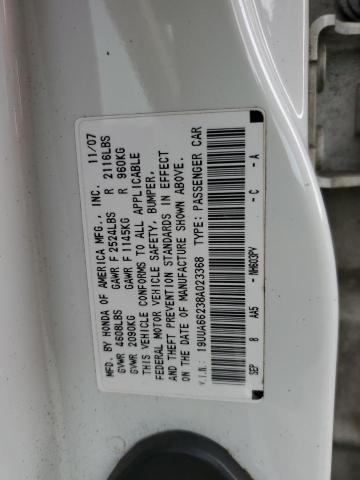 MFD. BY HONDA OF AMERICA MFG., INC. 11/07
GVWR 4608LBS GAWR F 2524LBS R 2116LBS
GVWR 2090KG GAWR F 1145KG R 960KG
THIS VEHICLE CONFORMS TO ALL APPLICABLE
FEDERAL MOTOR VEHICLE SAFETY, BUMPER,
AND THEFT PREVENTION STANDARDS IN EFFECT
ON THE DATE OF MANUFACTURE SHOWN ABOVE.
V.I.N.: 19UUA66238A023368 TYPE: PASSENGER CAR
SEP 8 AA5 - NH603PV - C - A